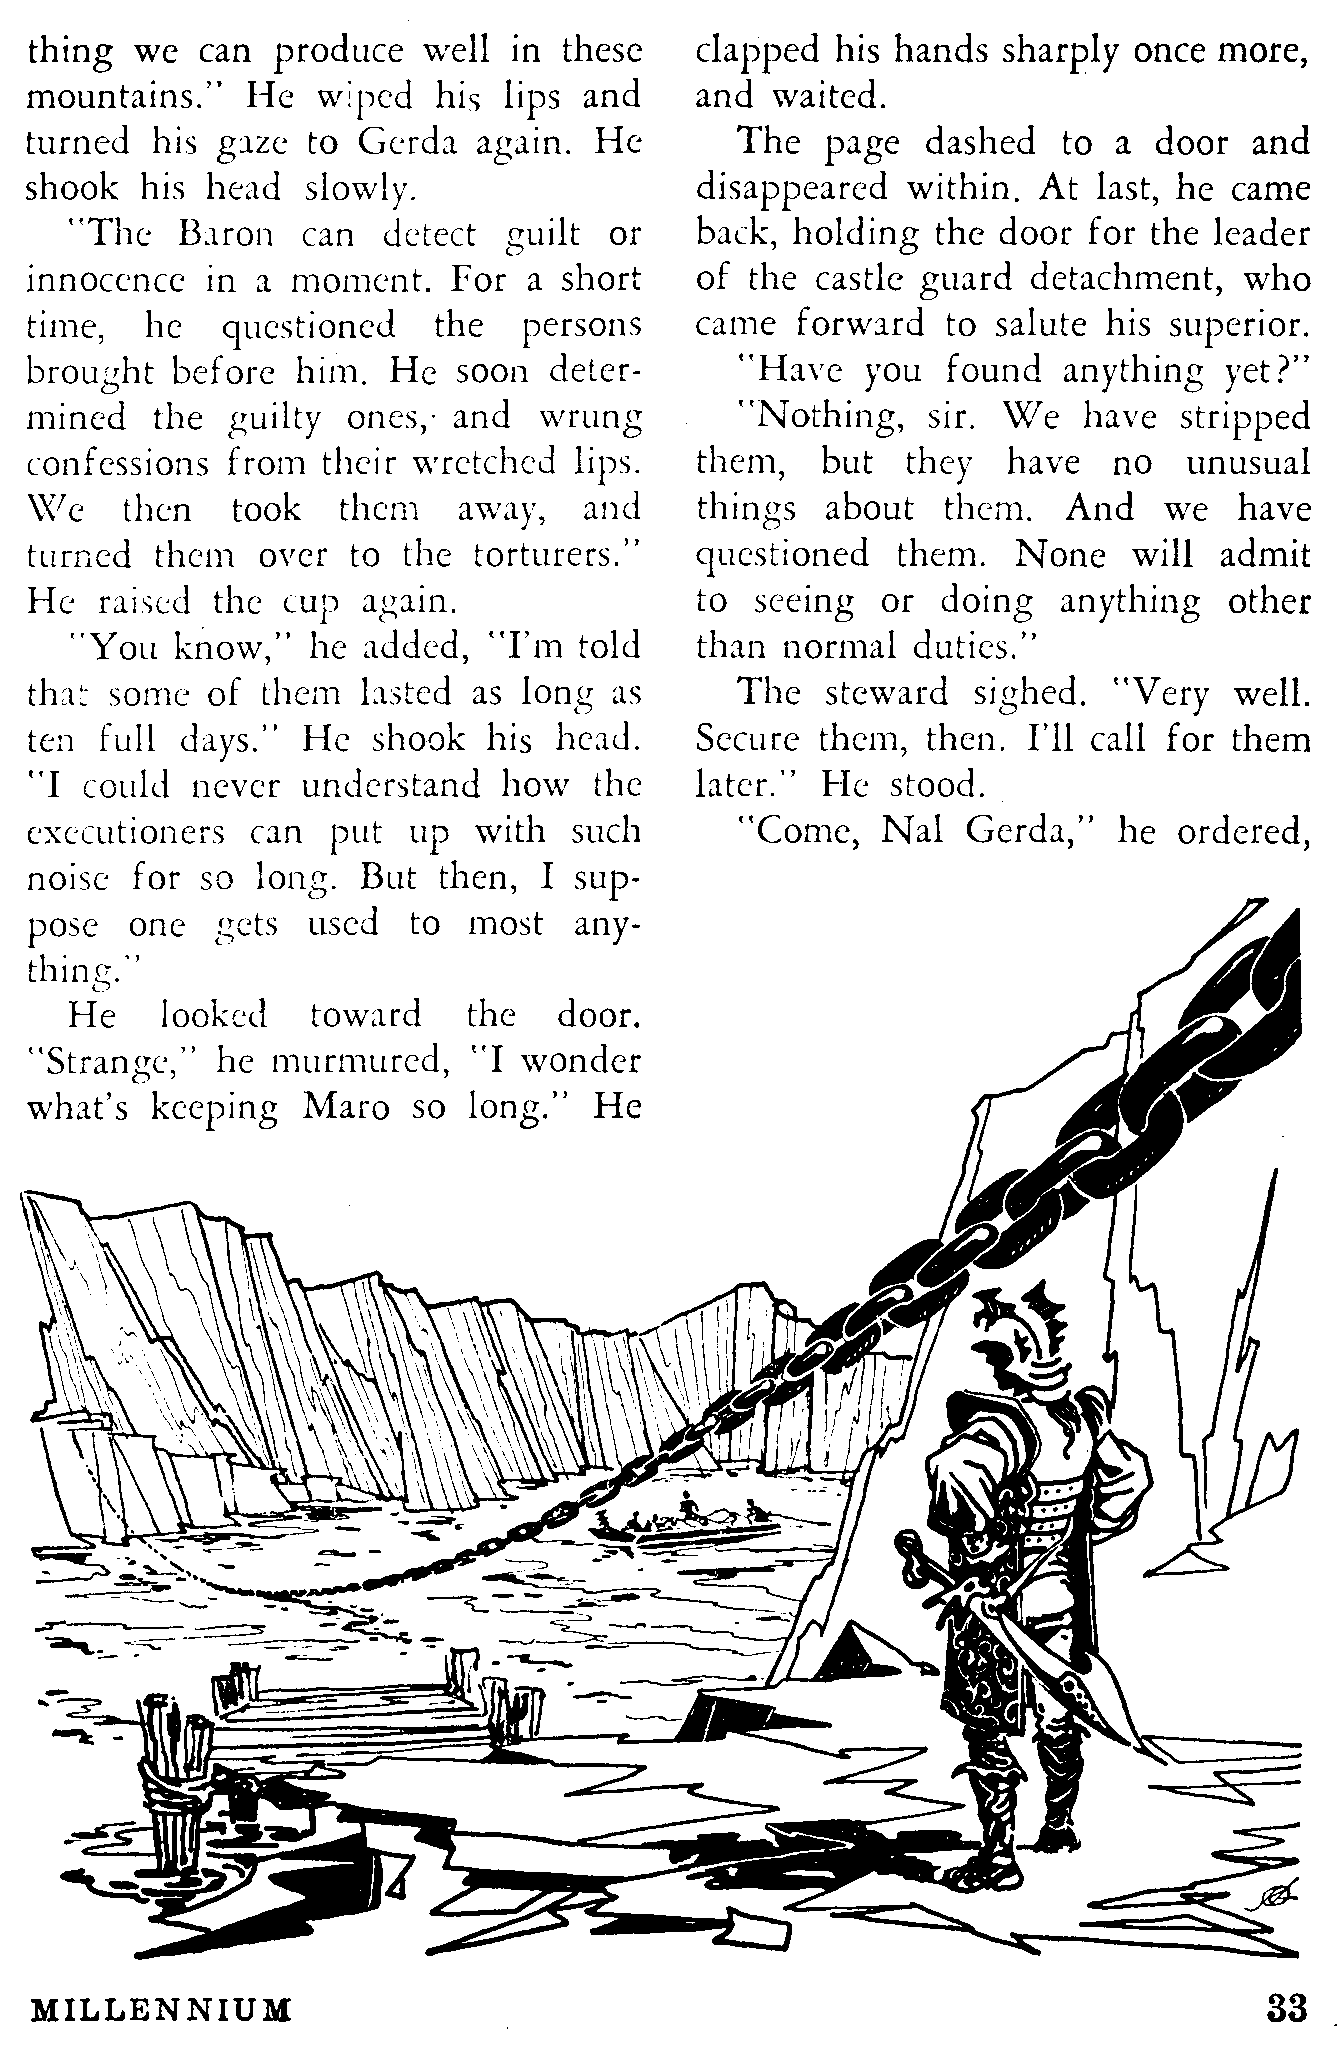 thing we can produce well in these
mountains." He wiped his lips and
turned his gaze to Gerda again. He
shook his head slowly.
"The Baron can detect guilt or
innocence in a moment. For a short
time, he questioned the persons
brought before him. He soon deter-
mined the guilty ones, and wrung
confessions from their wretched lips.
We then took them away, and
turned them over to the torturers."
He raised the cup again.
"You know," he added, "I'm told
that some of them lasted as long as
ten full days." He shook his head.
"I could never understand how the
executioners can put up with such
noise for so long. But then, I sup-
pose one gets used to most any-
thing."
He looked toward the door.
"Strange," he murmured, "I wonder
what's keeping Maro so long." He
clapped his hands sharply once more,
and waited.
The page dashed to a door and
disappeared within. At last, he came
back, holding the door for the leader
of the castle guard detachment, who
came forward to salute his superior.
"Have you found anything yet?"
"Nothing, sir. We have stripped
them, but they have no unusual
things about them. And we have
questioned them. None will admit
to seeing or doing anything other
than normal duties."
The steward sighed. "Very well.
Secure them, then. I'll call for them
later." He stood.
"Come, Nal Gerda," he ordered,
MILLENNIUM
33